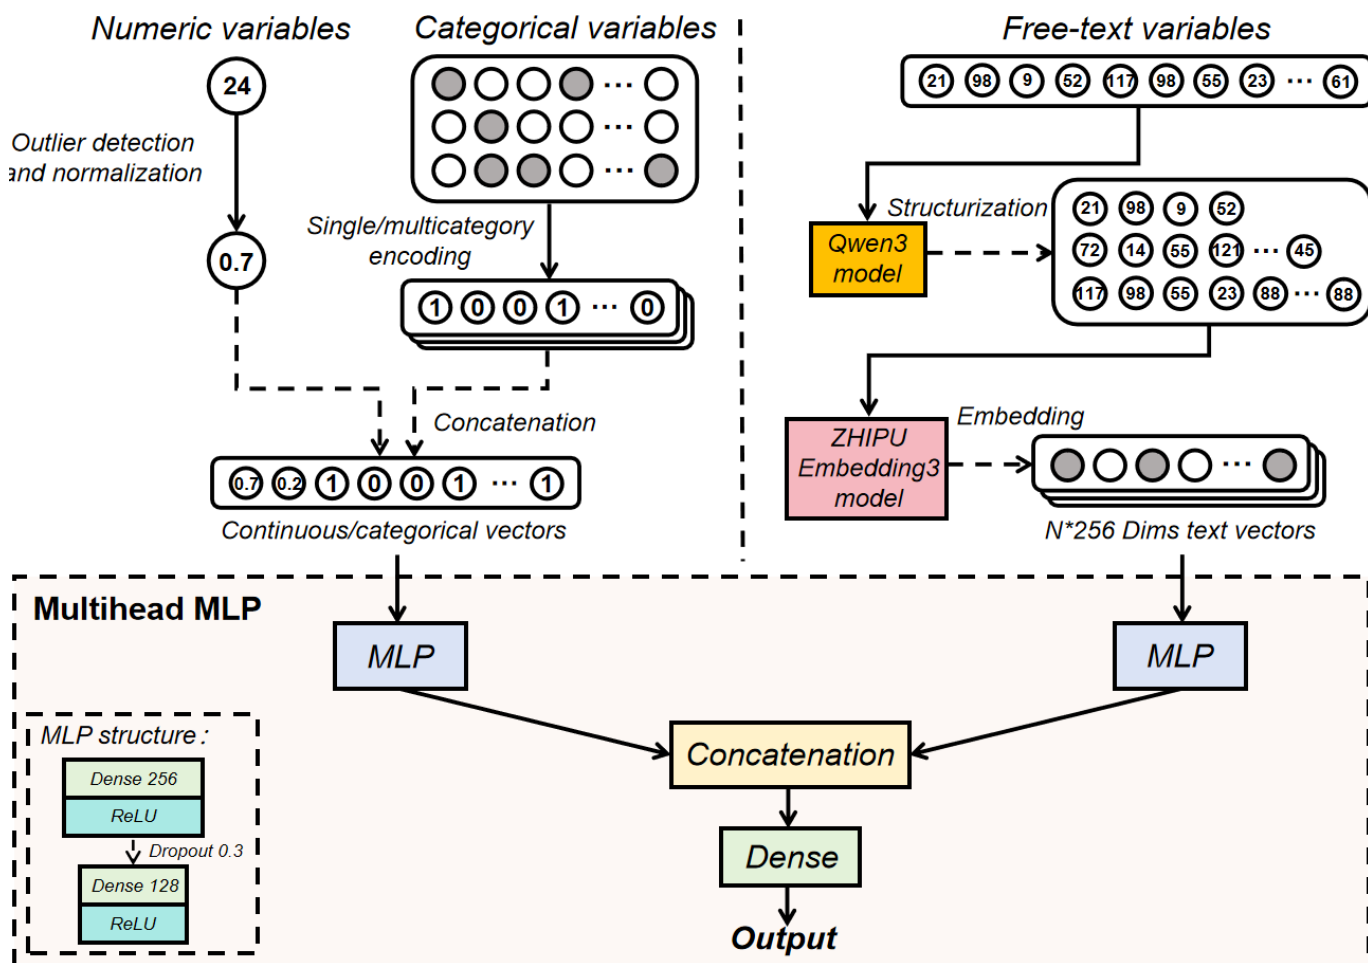 Numeric variables
Categorical variables
Free-text variables
24
Outlier detection
and normalization
0.7
···
···
···
Single/multicategory
encoding
1 0 0 1 ··· 0
Concatenation
0.7 0.2 1 0 0 1 ··· 1
Continuous/categorical vectors
21 98 9 52 117 98 55 23 ··· 61
Structurization
Qwen3
model
21 98 9 52
72 14 55 121 ··· 45
117 98 55 23 88 ··· 88
ZHIPU
Embedding3
model
Embedding
···
N*256 Dims text vectors
Multihead MLP
MLP
MLP
Concatenation
Dense
Output
MLP structure :
Dense 256
ReLU
Dropout 0.3
Dense 128
ReLU